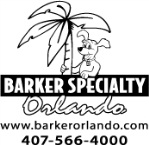 BARKER SPECIALTY
Orlando
www.barkerorlando.com
407-566-4000